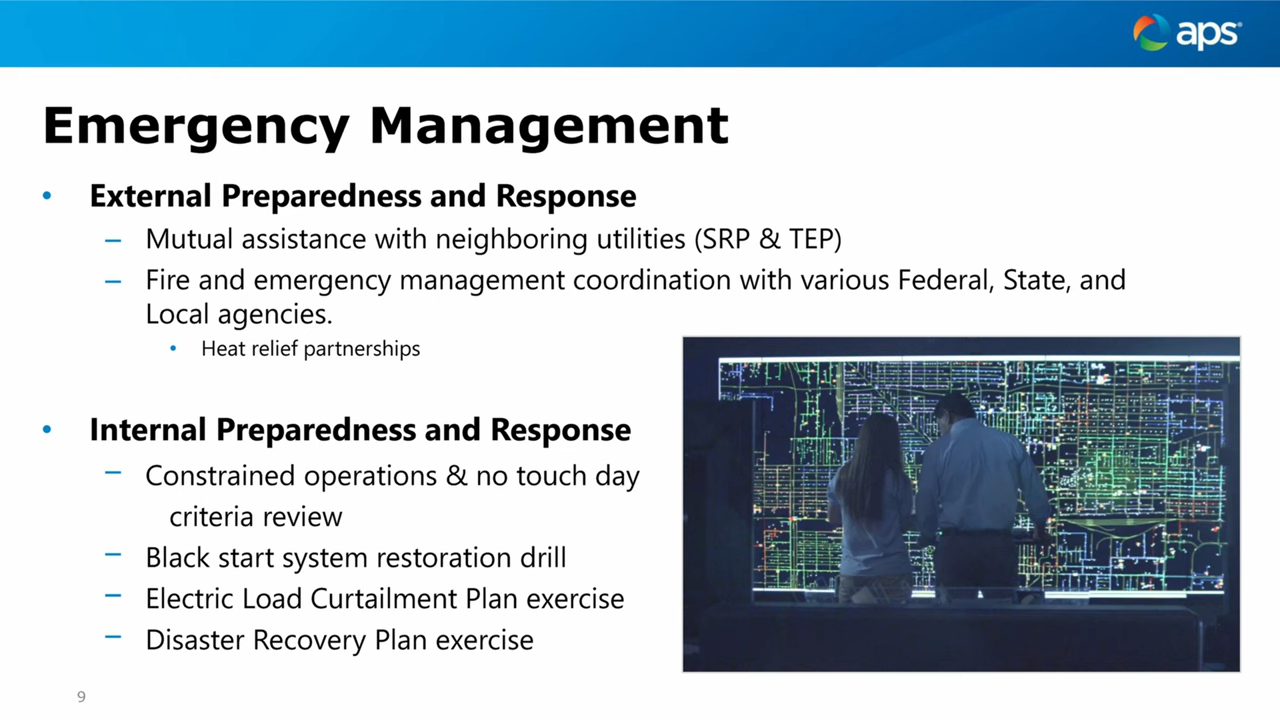 aps
Emergency Management
• External Preparedness and Response
– Mutual assistance with neighboring utilities (SRP & TEP)
– Fire and emergency management coordination with various Federal, State, and
Local agencies.
• Heat relief partnerships
• Internal Preparedness and Response
– Constrained operations & no touch day
criteria review
– Black start system restoration drill
– Electric Load Curtailment Plan exercise
– Disaster Recovery Plan exercise
9